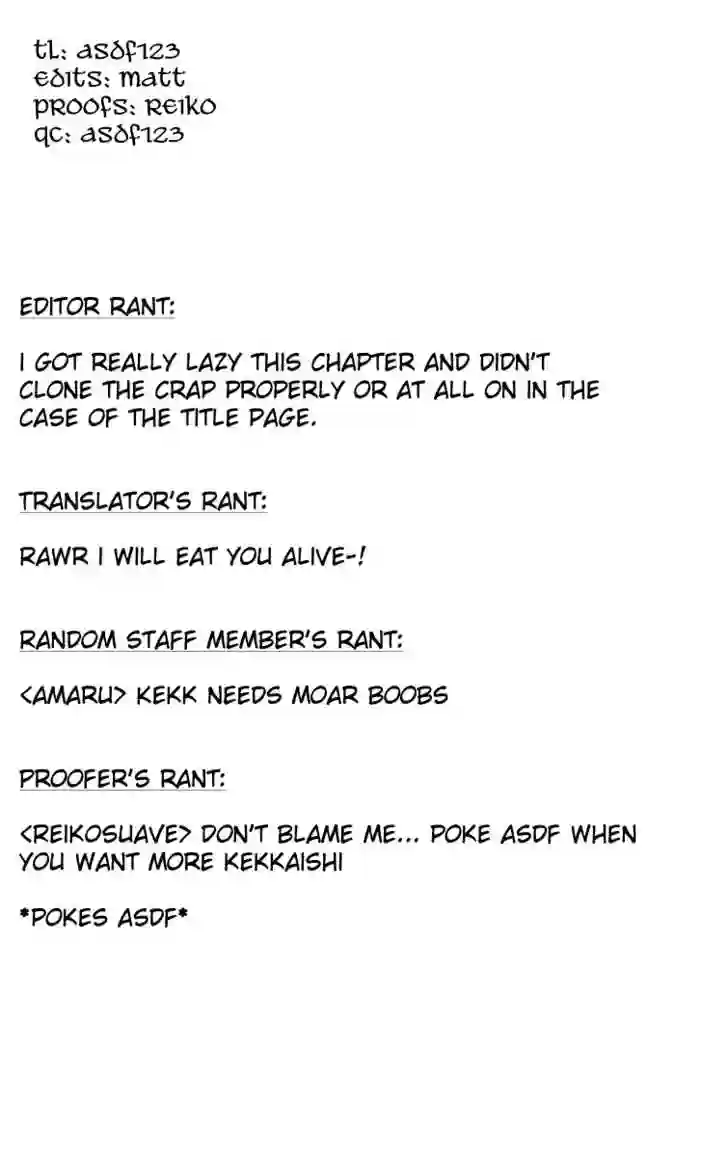 tl: asdf123
edits: matt
proofs: Reiko
qc: asdf123
EDITOR RANT:
I GOT REALLY LAZY THIS CHAPTER AND DIDN'T
CLONE THE CRAP PROPERLY OR AT ALL ON IN THE
CASE OF THE TITLE PAGE.
TRANSLATOR'S RANT:
RAWR I WILL EAT YOU ALIVE~!
RANDOM STAFF MEMBER'S RANT:
<AMARU> KEKK NEEDS MOAR BOOBS
PROOFER'S RANT:
<REIKOSUAVE> DON'T BLAME ME... POKE ASDF WHEN
YOU WANT MORE KEKKAISHI
*POKES ASDF*